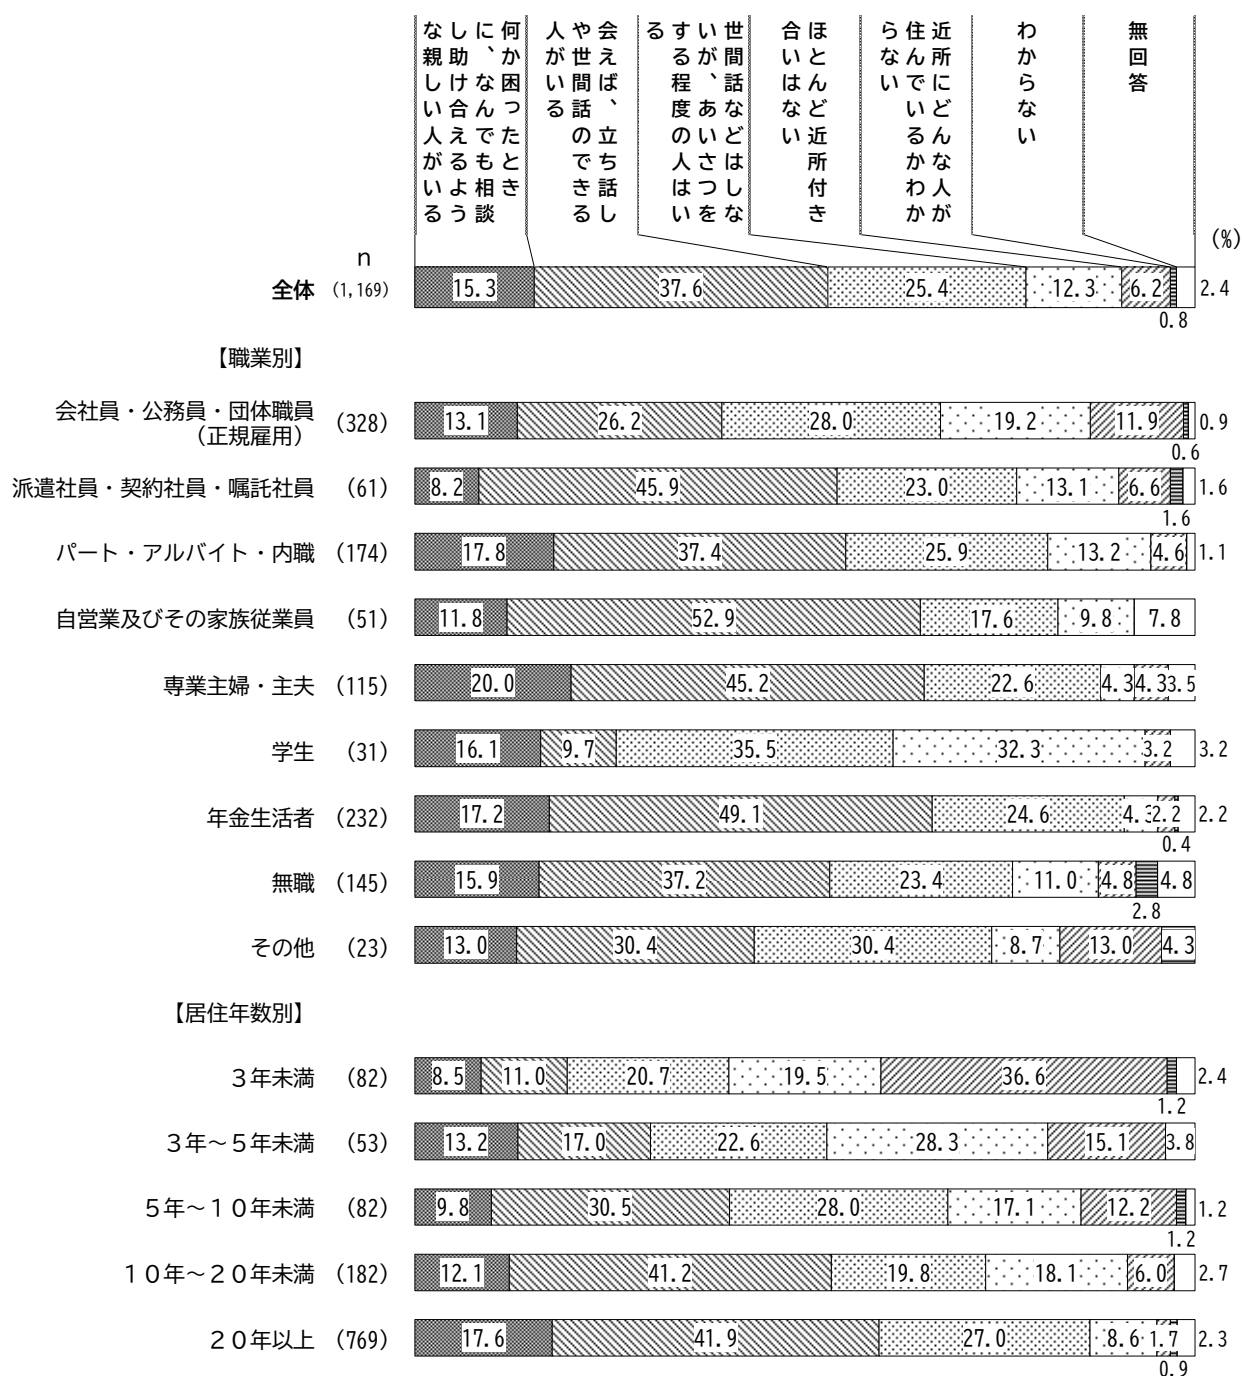 何か困ったとき
に、なんでも相談
し助け合えるよう
な親しい人がいる
会えば、立ち話し
や世間話のできる
人がいる
世間話などはしな
いが、あいさつを
する程度の人はい
る
ほとんど近所付き
合いはない
近所にどんな人が
住んでいるかわか
らない
わからない
無回答
(%)
n
全体 (1,169) 15.3 37.6 25.4 12.3 6.2 2.4
0.8
【職業別】
会社員・公務員・団体職員
(正規雇用) (328) 13.1 26.2 28.0 19.2 11.9 0.9
0.6
派遣社員・契約社員・嘱託社員 (61) 8.2 45.9 23.0 13.1 6.6 1.6
1.6
パート・アルバイト・内職 (174) 17.8 37.4 25.9 13.2 4.6 1.1
自営業及びその家族従業員 (51) 11.8 52.9 17.6 9.8 7.8
専業主婦・主夫 (115) 20.0 45.2 22.6 4.3 4.3 3.5
学生 (31) 16.1 9.7 35.5 32.3 3.2 3.2
年金生活者 (232) 17.2 49.1 24.6 4.3 2.2 2.2
0.4
無職 (145) 15.9 37.2 23.4 11.0 4.8 4.8
2.8
その他 (23) 13.0 30.4 30.4 8.7 13.0 4.3
【居住年数別】
3年未満 (82) 8.5 11.0 20.7 19.5 36.6 2.4
1.2
3年～5年未満 (53) 13.2 17.0 22.6 28.3 15.1 3.8
5年～10年未満 (82) 9.8 30.5 28.0 17.1 12.2 1.2
1.2
10年～20年未満 (182) 12.1 41.2 19.8 18.1 6.0 2.7
20年以上 (769) 17.6 41.9 27.0 8.6 1.7 2.3
0.9